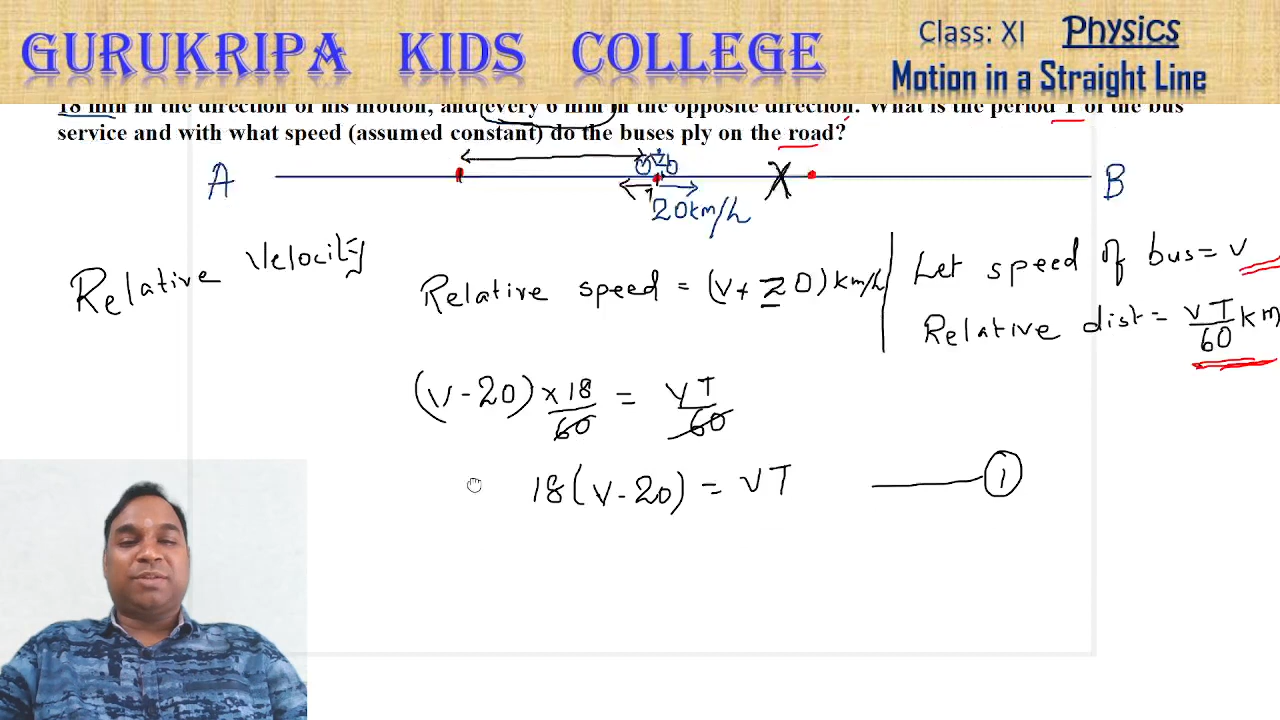 GURUKRIPA KIDS COLLEGE
Class: XI Physics
Motion in a Straight Line
18 min in the direction of his motion, and every 6 min in the opposite direction. What is the period T of the bus
service and with what speed (assumed constant) do the buses ply on the road?
A
B
20km/h
Relative Velocity
Relative speed = (V+20)km/h
Let speed of bus = v
Relative dist = VT/60 km
(V-20) × 18/60 = VT/60
18(V-20) = VT
1